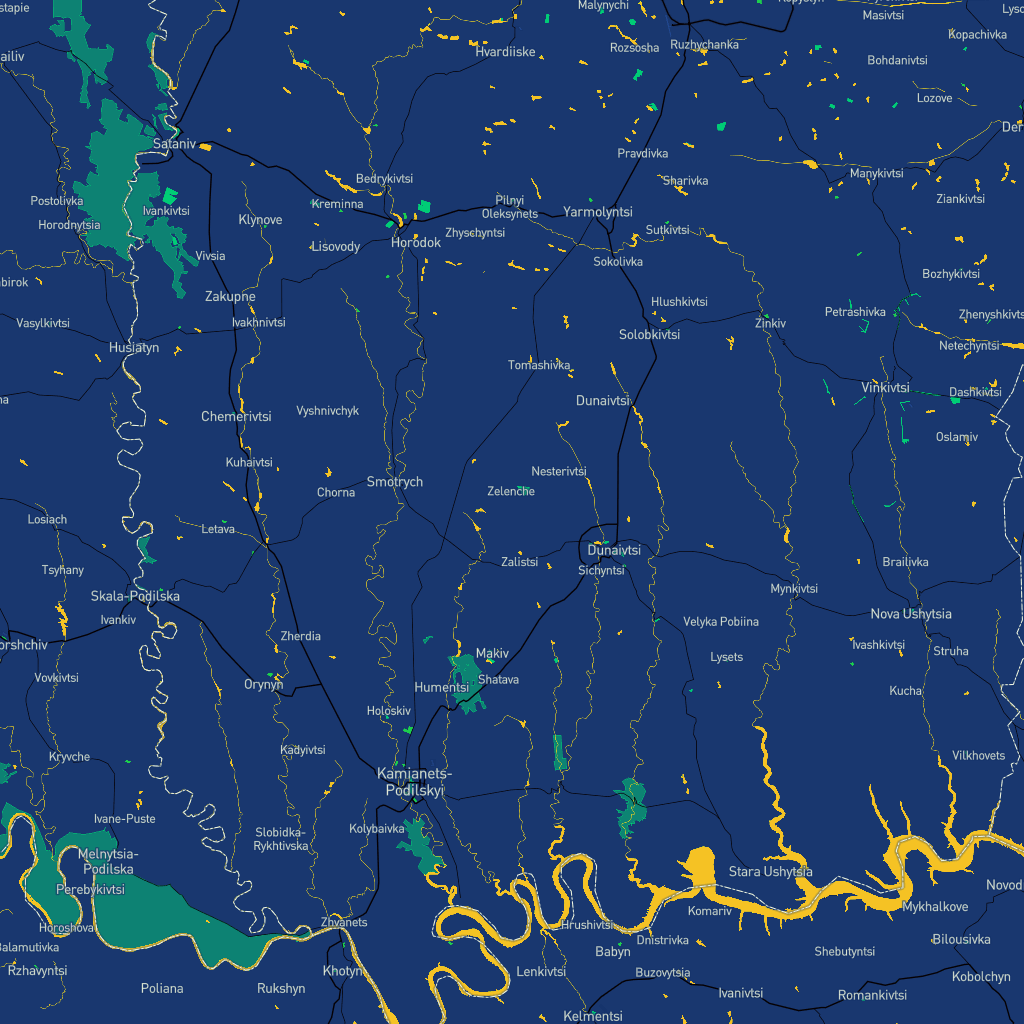 Malynychi
Masivtsi
Kopachivka
Rozsosha
Ruzhychanka
Hvardiiske
Bohdanivtsi
Lozove
Sataniv
Pravdivka
Manykivtsi
Bedrykivtsi
Sharivka
Postolivka
Kreminna
Pilnyi
Oleksynets
Ziankivtsi
Ivankivtsi
Yarmolyntsi
Horodnytsia
Klynove
Zhyschyntsi
Sutkivtsi
Lisovody
Horodok
Vivsia
Sokolivka
Bozhykivtsi
Zakupne
Hlushkivtsi
Petrashivka
Zhenyshkivts
Vasylkivtsi
Ivakhnivtsi
Zinkiv
Solobkivtsi
Husiatyn
Netechyntsi
Tomashivka
Vinkivtsi
Dashkivtsi
Dunaivtsi
Vyshnivchyk
Chemerivtsi
Oslamiv
Kuhaivtsi
Nesterivtsi
Smotrych
Chorna
Zelenche
Losiach
Letava
Dunaivtsi
Zalistsi
Brailivka
Tsyhany
Sichyntsi
Mynkivtsi
Skala-Podilska
Ivankiv
Velyka Pobiina
Nova Ushytsia
Zherdia
Ivashkivtsi
Struha
Makiv
Lysets
Vovkivtsi
Shatava
Orynyn
Humentsi
Kucha
Holoskiv
Kadyivtsi
Kryvche
Vilkhovets
Kamianets-
Podilskyi
Ivane-Puste
Slobidka-
Rykhtivska
Kolybaivka
Melnytsia-
Podilska
Stara Ushytsia
Perebykivtsi
Komariv
Mykhalkove
Horoshova
Zhvanets
Hrushivtsi
Dnistrivka
Bilousivka
Babyn
Shebutyntsi
Rzhavyntsi
Khotyn
Lenkivtsi
Buzovytsia
Kobolchyn
Poliana
Rukshyn
Ivanivtsi
Romankivtsi
Kelmentsi